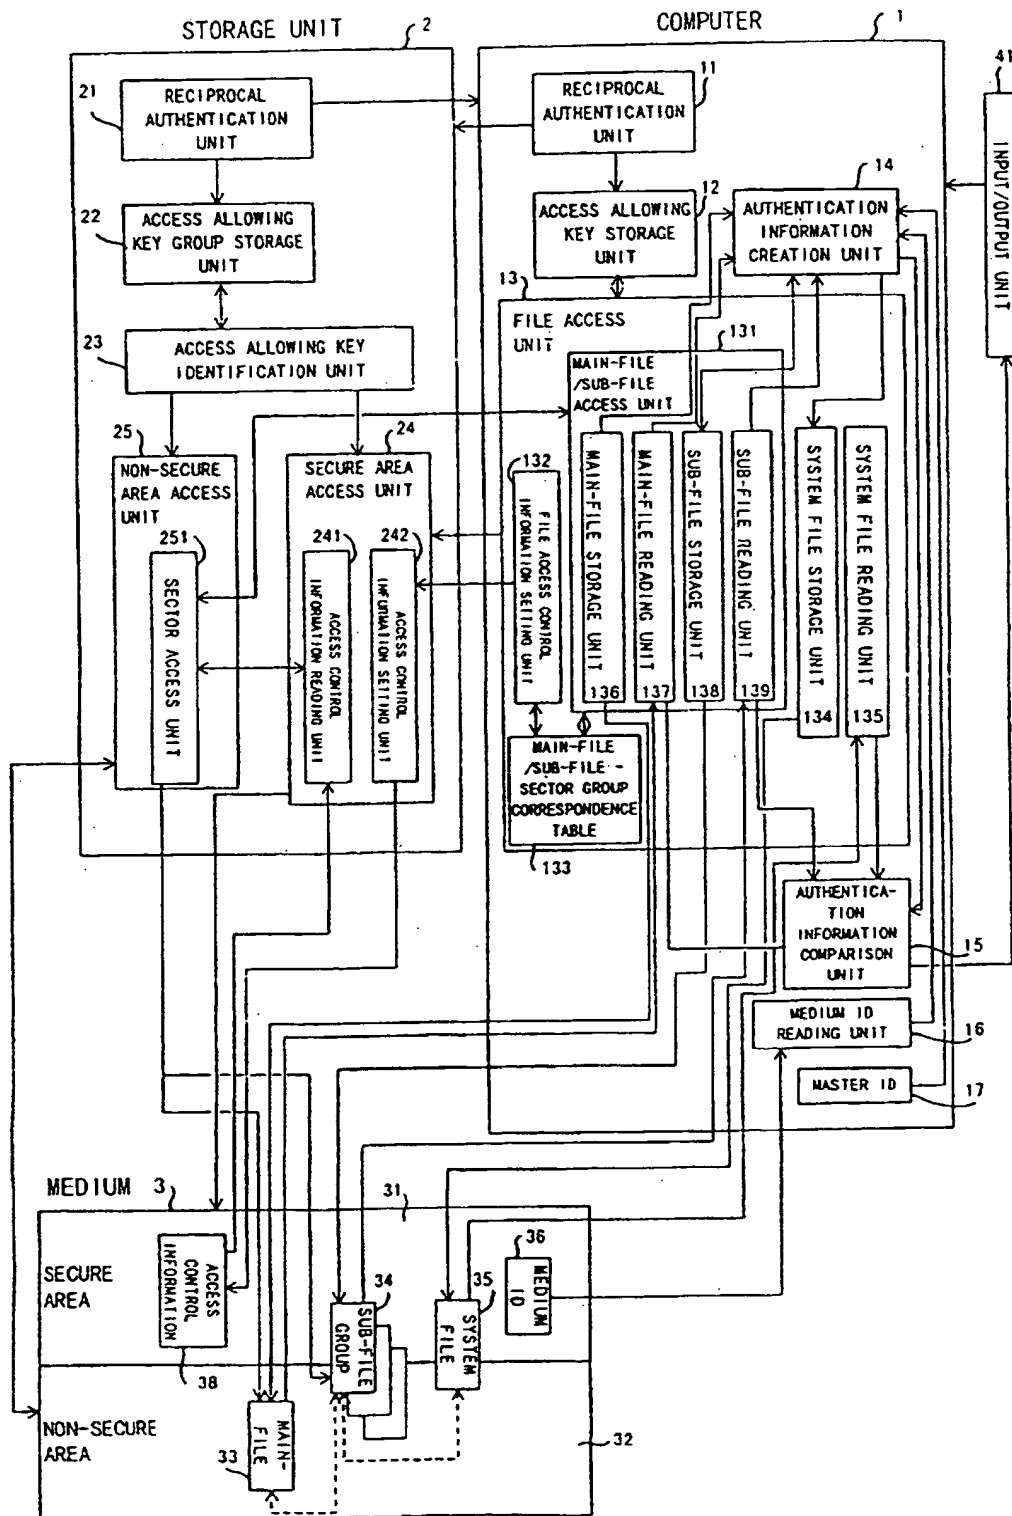 STORAGE UNIT
2
COMPUTER
1
41
INPUT/OUTPUT UNIT
21
RECIPROCAL
AUTHENTICATION
UNIT
11
RECIPROCAL
AUTHENTICATION
UNIT
22
ACCESS ALLOWING
KEY GROUP STORAGE
UNIT
12
ACCESS ALLOWING
KEY STORAGE
UNIT
14
AUTHENTICATION
INFORMATION
CREATION UNIT
23
ACCESS ALLOWING KEY
IDENTIFICATION UNIT
13
FILE ACCESS
UNIT
131
MAIN-FILE
/SUB-FILE
ACCESS UNIT
25
NON-SECURE
AREA ACCESS
UNIT
251
SECTOR ACCESS UNIT
24
SECURE AREA
ACCESS UNIT
241
ACCESS CONTROL
INFORMATION READING UNIT
242
ACCESS CONTROL
INFORMATION SETTING UNIT
132
FILE ACCESS CONTROL
INFORMATION SETTING UNIT
MAIN-FILE STORAGE UNIT
136
MAIN-FILE READING UNIT
137
SUB-FILE STORAGE UNIT
138
SUB-FILE READING UNIT
139
SYSTEM FILE STORAGE UNIT
134
SYSTEM FILE READING UNIT
135
MAIN-FILE
/SUB-FILE -
SECTOR GROUP
CORRESPONDENCE
TABLE
133
AUTHENTICA-
TION
INFORMATION
COMPARISON
UNIT
15
MEDIUM ID
READING UNIT
16
MASTER ID
17
MEDIUM 3
31
SECURE
AREA
ACCESS
CONTROL
INFORMATION
38
34
SUB-FILE
GROUP
35
SYSTEM
FILE
36
MEDIUM
ID
NON-SECURE
AREA
33
MAIN-
FILE
32